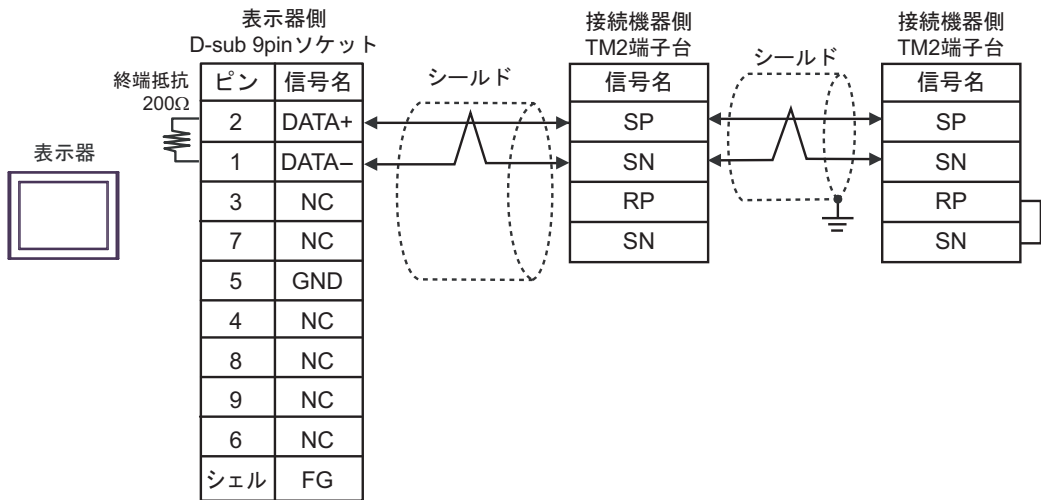 表示器側
D-sub 9pinソケット
接続機器側
TM2端子台
接続機器側
TM2端子台
終端抵抗
200Ω
表示器
シールド
シールド
ピン 信号名
2 DATA+
1 DATA–
3 NC
7 NC
5 GND
4 NC
8 NC
9 NC
6 NC
シェル FG
信号名
SP
SN
RP
SN
信号名
SP
SN
RP
SN